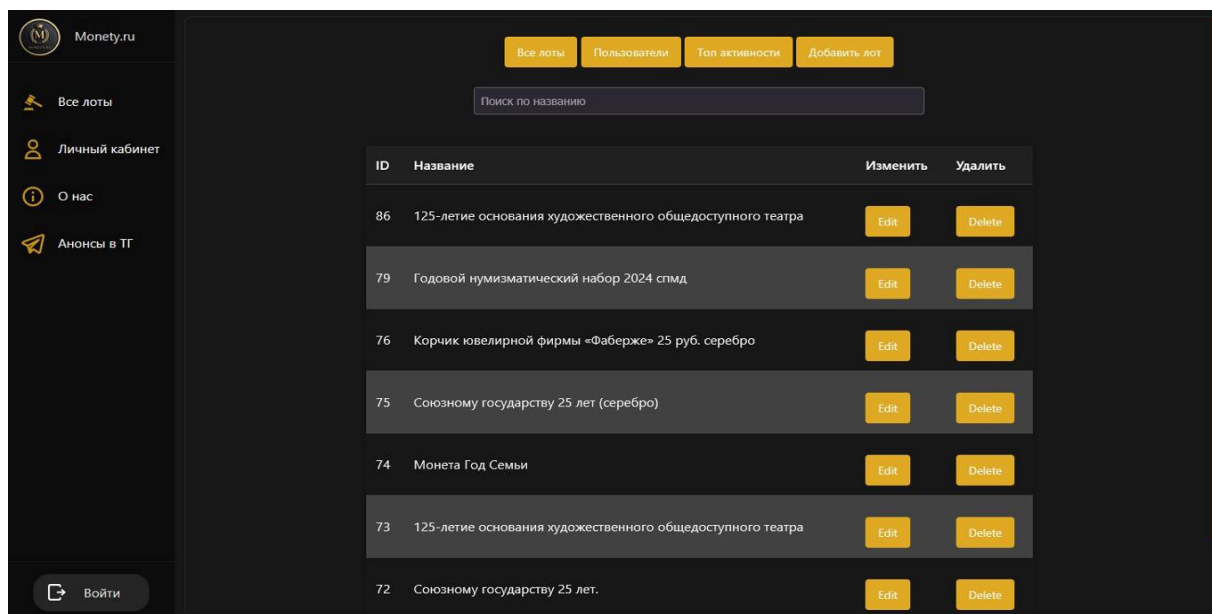 Monety.ru
Все лоты
Личный кабинет
О нас
Анонсы в ТГ
Войти
Все лоты Пользователи Топ активности Добавить лот
Поиск по названию
ID Название Изменить Удалить
86 125-летие основания художественного общедоступного театра Edit Delete
79 Годовой нумизматический набор 2024 спмд Edit Delete
76 Корчик ювелирной фирмы «Фаберже» 25 руб. серебро Edit Delete
75 Союзному государству 25 лет (серебро) Edit Delete
74 Монета Год Семьи Edit Delete
73 125-летие основания художественного общедоступного театра Edit Delete
72 Союзному государству 25 лет. Edit Delete